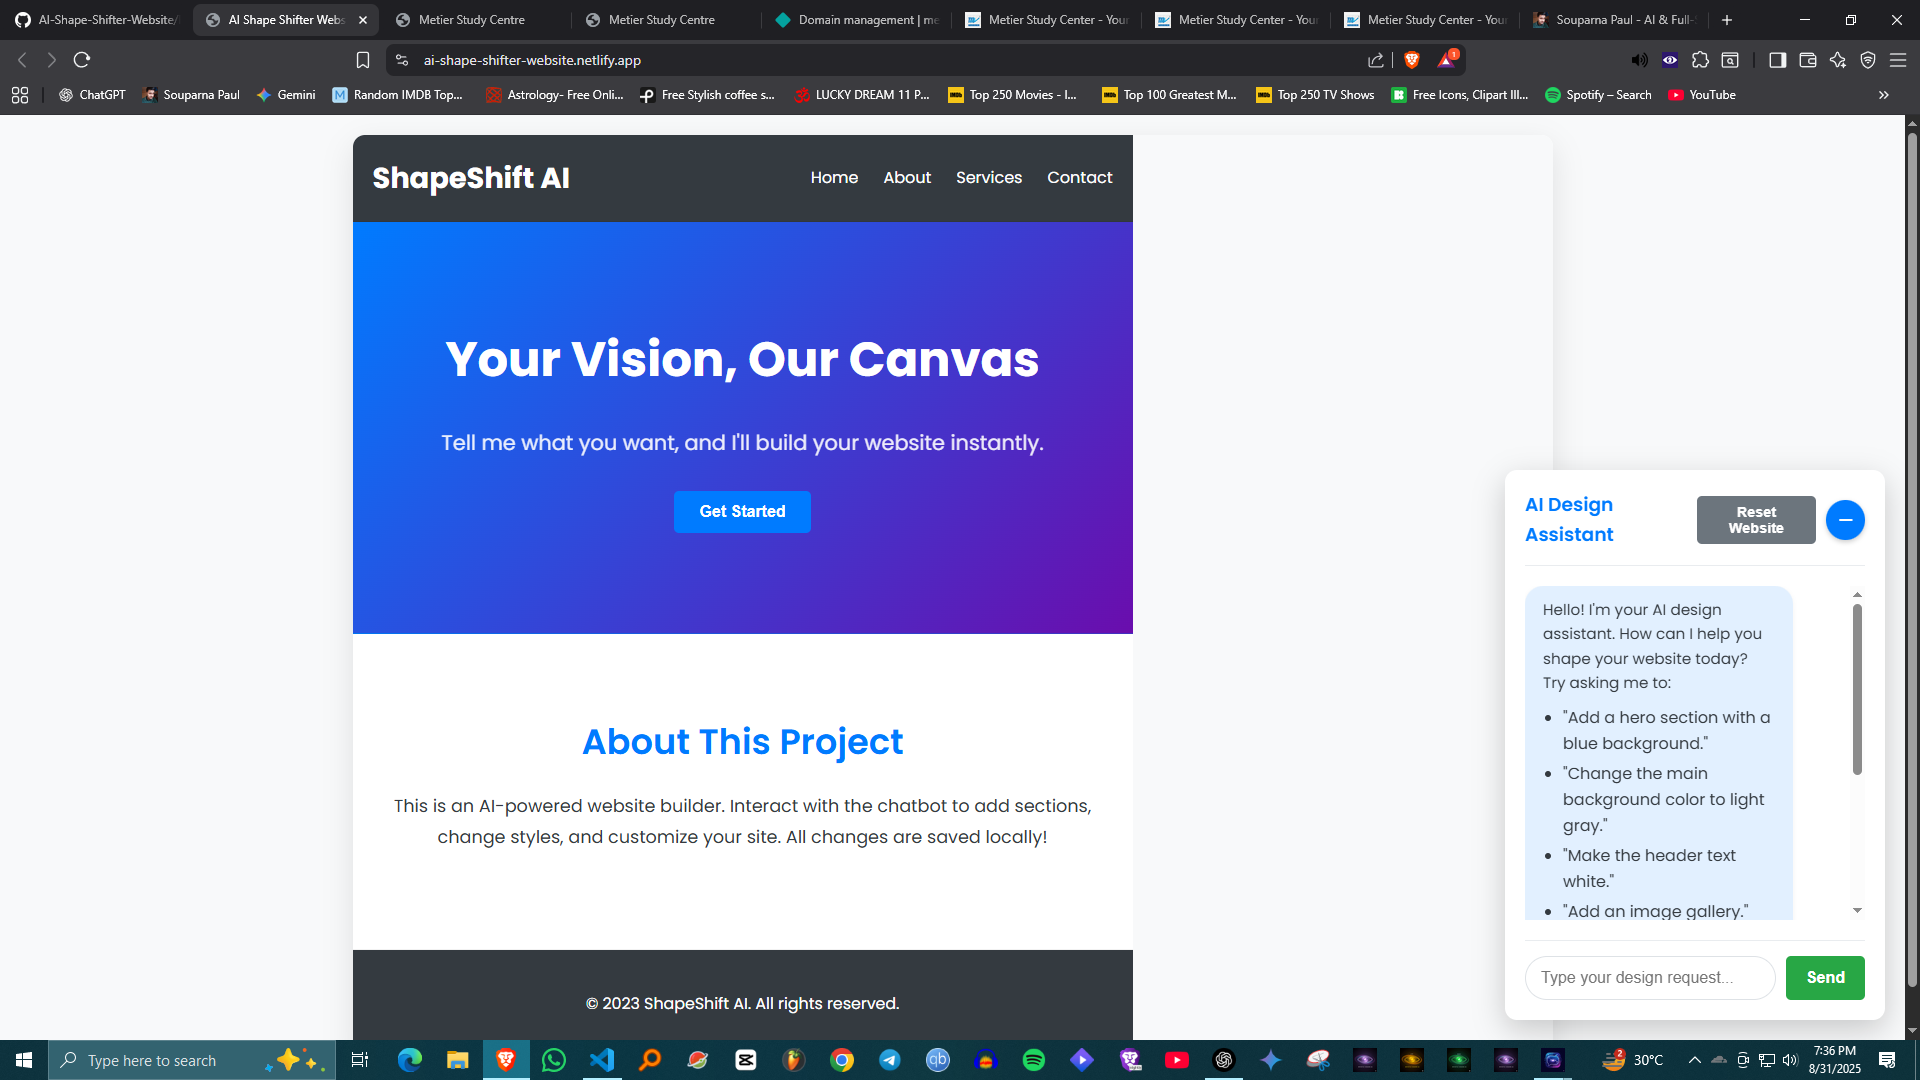 AI-Shape-Shifter-Website/
AI Shape Shifter Webs
Metier Study Centre
Metier Study Centre
Domain management | me
Metier Study Center - Your
Metier Study Center - Your
Metier Study Center - Your
Souparna Paul - AI & Full-S
ai-shape-shifter-website.netlify.app
1
ChatGPT
Souparna Paul
Gemini
Random IMDB Top...
Astrology- Free Onli...
Free Stylish coffee s...
LUCKY DREAM 11 P...
Top 250 Movies - I...
Top 100 Greatest M...
Top 250 TV Shows
Free Icons, Clipart Ill...
Spotify – Search
YouTube
ShapeShift AI
Home
About
Services
Contact
Your Vision, Our Canvas
Tell me what you want, and I'll build your website instantly.
Get Started
About This Project
This is an AI-powered website builder. Interact with the chatbot to add sections,
change styles, and customize your site. All changes are saved locally!
© 2023 ShapeShift AI. All rights reserved.
AI Design
Assistant
Reset
Website
Hello! I'm your AI design
assistant. How can I help you
shape your website today?
Try asking me to:
• "Add a hero section with a
blue background."
• "Change the main
background color to light
gray."
• "Make the header text
white."
• "Add an image gallery."
Type your design request...
Send
Type here to search
2
30°C
7:36 PM
8/31/2025